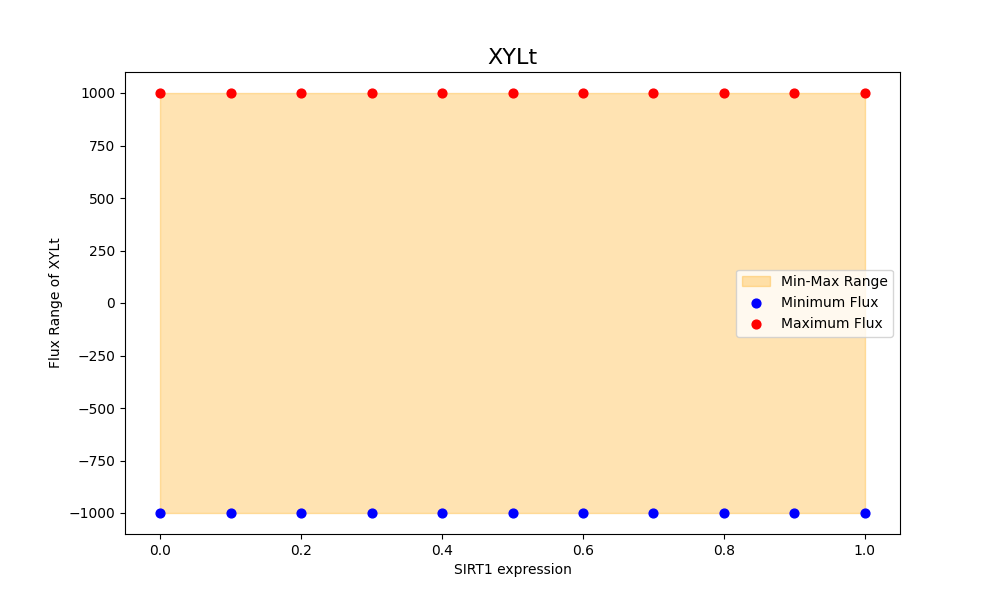 XYLt
1000
750
500
250
0
−250
−500
−750
−1000
Flux Range of XYLt
Min-Max Range
Minimum Flux
Maximum Flux
0.0 0.2 0.4 0.6 0.8 1.0
SIRT1 expression